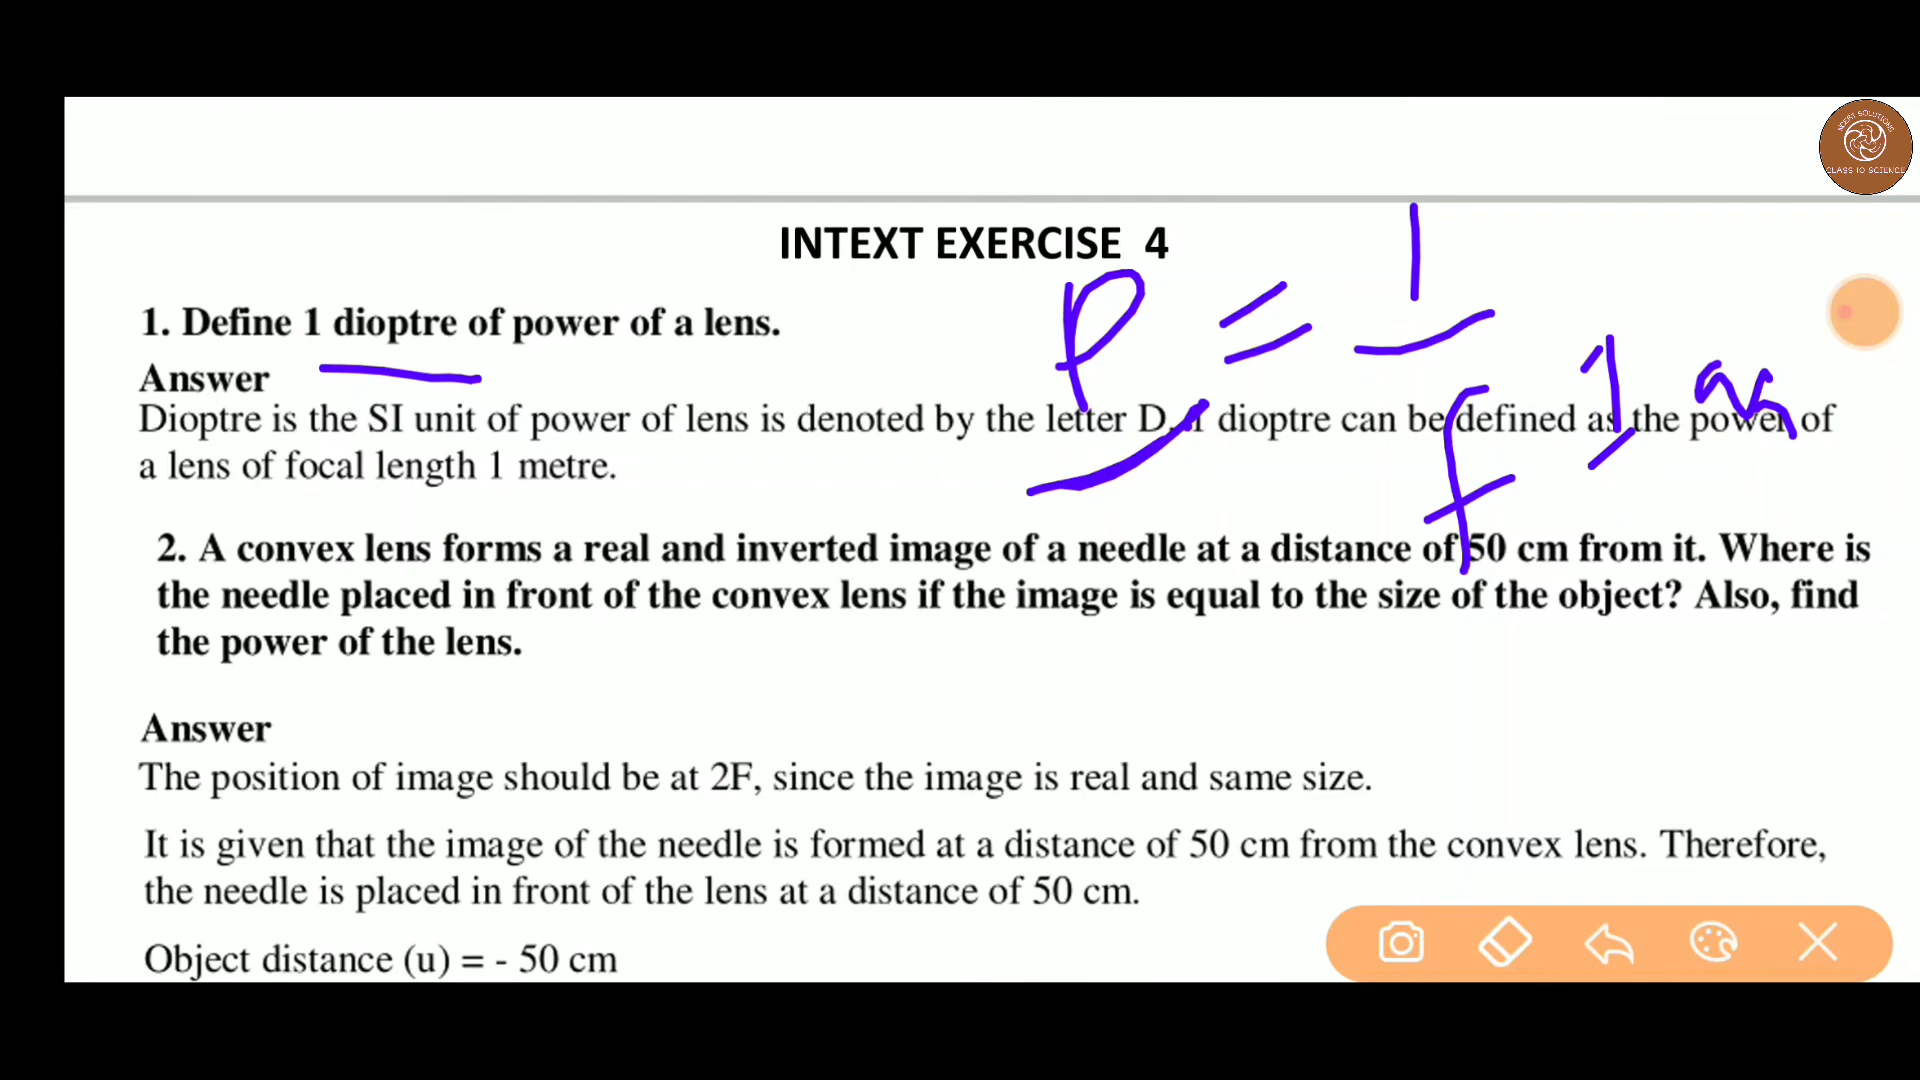 NCERT SOLUTIONS
CLASS 10 SCIENCE
INTEXT EXERCISE 4
P = 1
f 1 m
1. Define 1 dioptre of power of a lens.
Answer
Dioptre is the SI unit of power of lens is denoted by the letter D. 1 dioptre can be defined as the power of
a lens of focal length 1 metre.
2. A convex lens forms a real and inverted image of a needle at a distance of 50 cm from it. Where is
the needle placed in front of the convex lens if the image is equal to the size of the object? Also, find
the power of the lens.
Answer
The position of image should be at 2F, since the image is real and same size.
It is given that the image of the needle is formed at a distance of 50 cm from the convex lens. Therefore,
the needle is placed in front of the lens at a distance of 50 cm.
Object distance (u) = - 50 cm